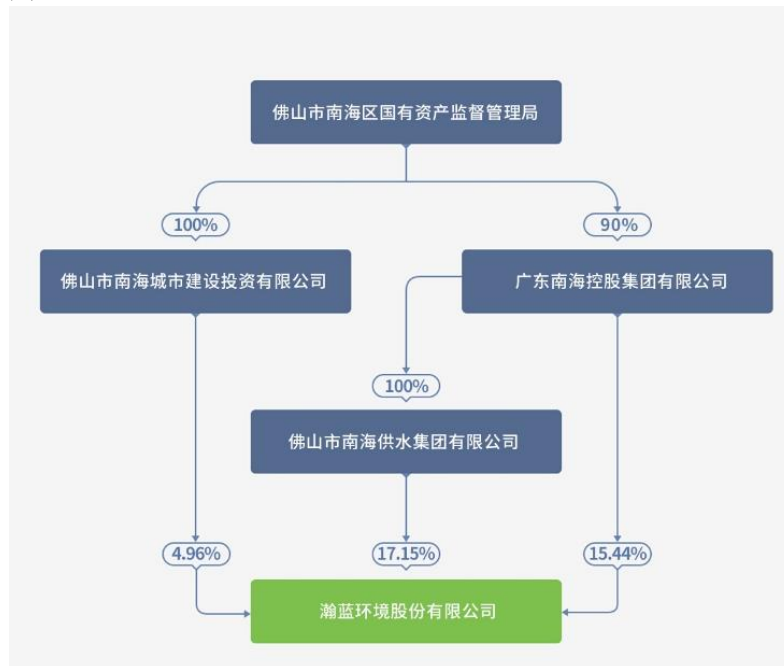 佛山市南海区国有资产监督管理局
100%
90%
佛山市南海城市建设投资有限公司
广东南海控股集团有限公司
100%
佛山市南海供水集团有限公司
4.96%
17.15%
15.44%
瀚蓝环境股份有限公司